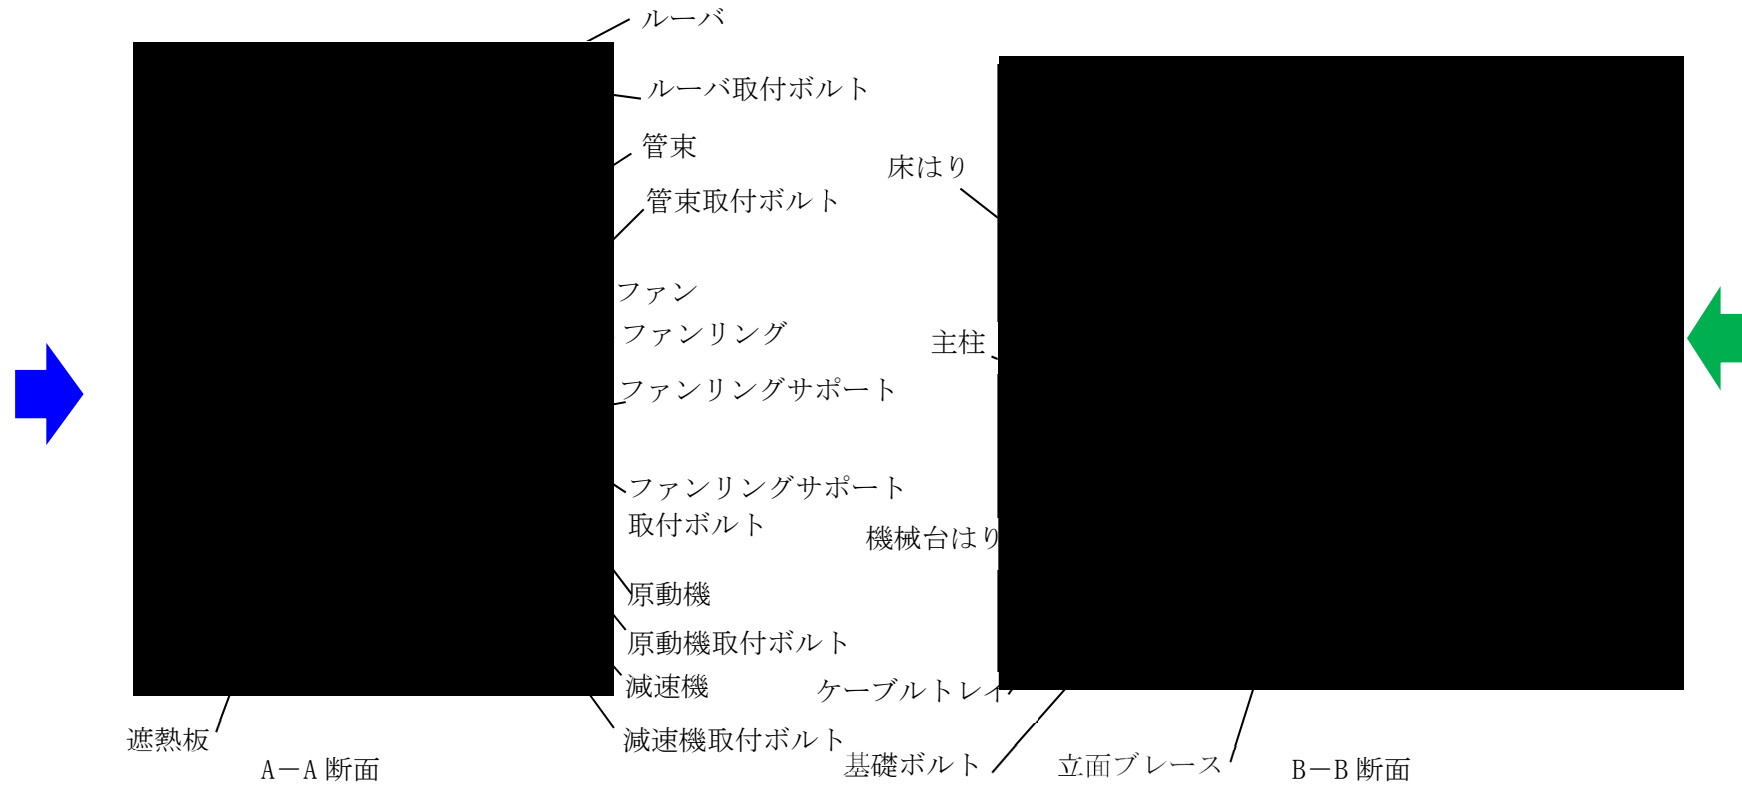 ルーバ
ルーバ取付ボルト
管束
管束取付ボルト
ファン
ファンリング
ファンリングサポート
ファンリングサポート
取付ボルト
原動機
原動機取付ボルト
減速機
減速機取付ボルト
遮熱板
A－A 断面
床はり
主柱
機械台はり
ケーブルトレイ
基礎ボルト
立面ブレース
B－B 断面